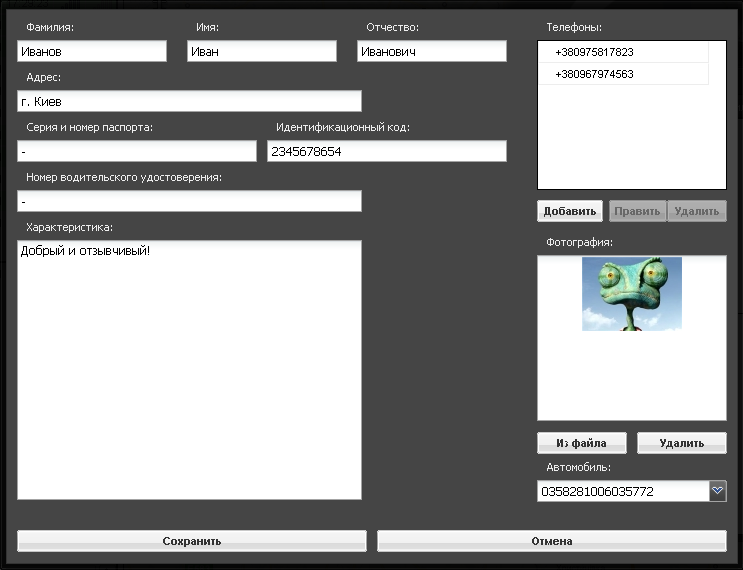 Фамилия:
Имя:
Отчество:
Иванов
Иван
Иванович
Адрес:
г. Киев
Серия и номер паспорта:
Идентификационный код:
-
2345678654
Номер водительского удостоверения:
-
Характеристика:
Добрый и отзывчивый!
Телефоны:
+380975817823
+380967974563
Добавить
Править
Удалить
Фотография:
Из файла
Удалить
Автомобиль:
0358281006035772
Сохранить
Отмена